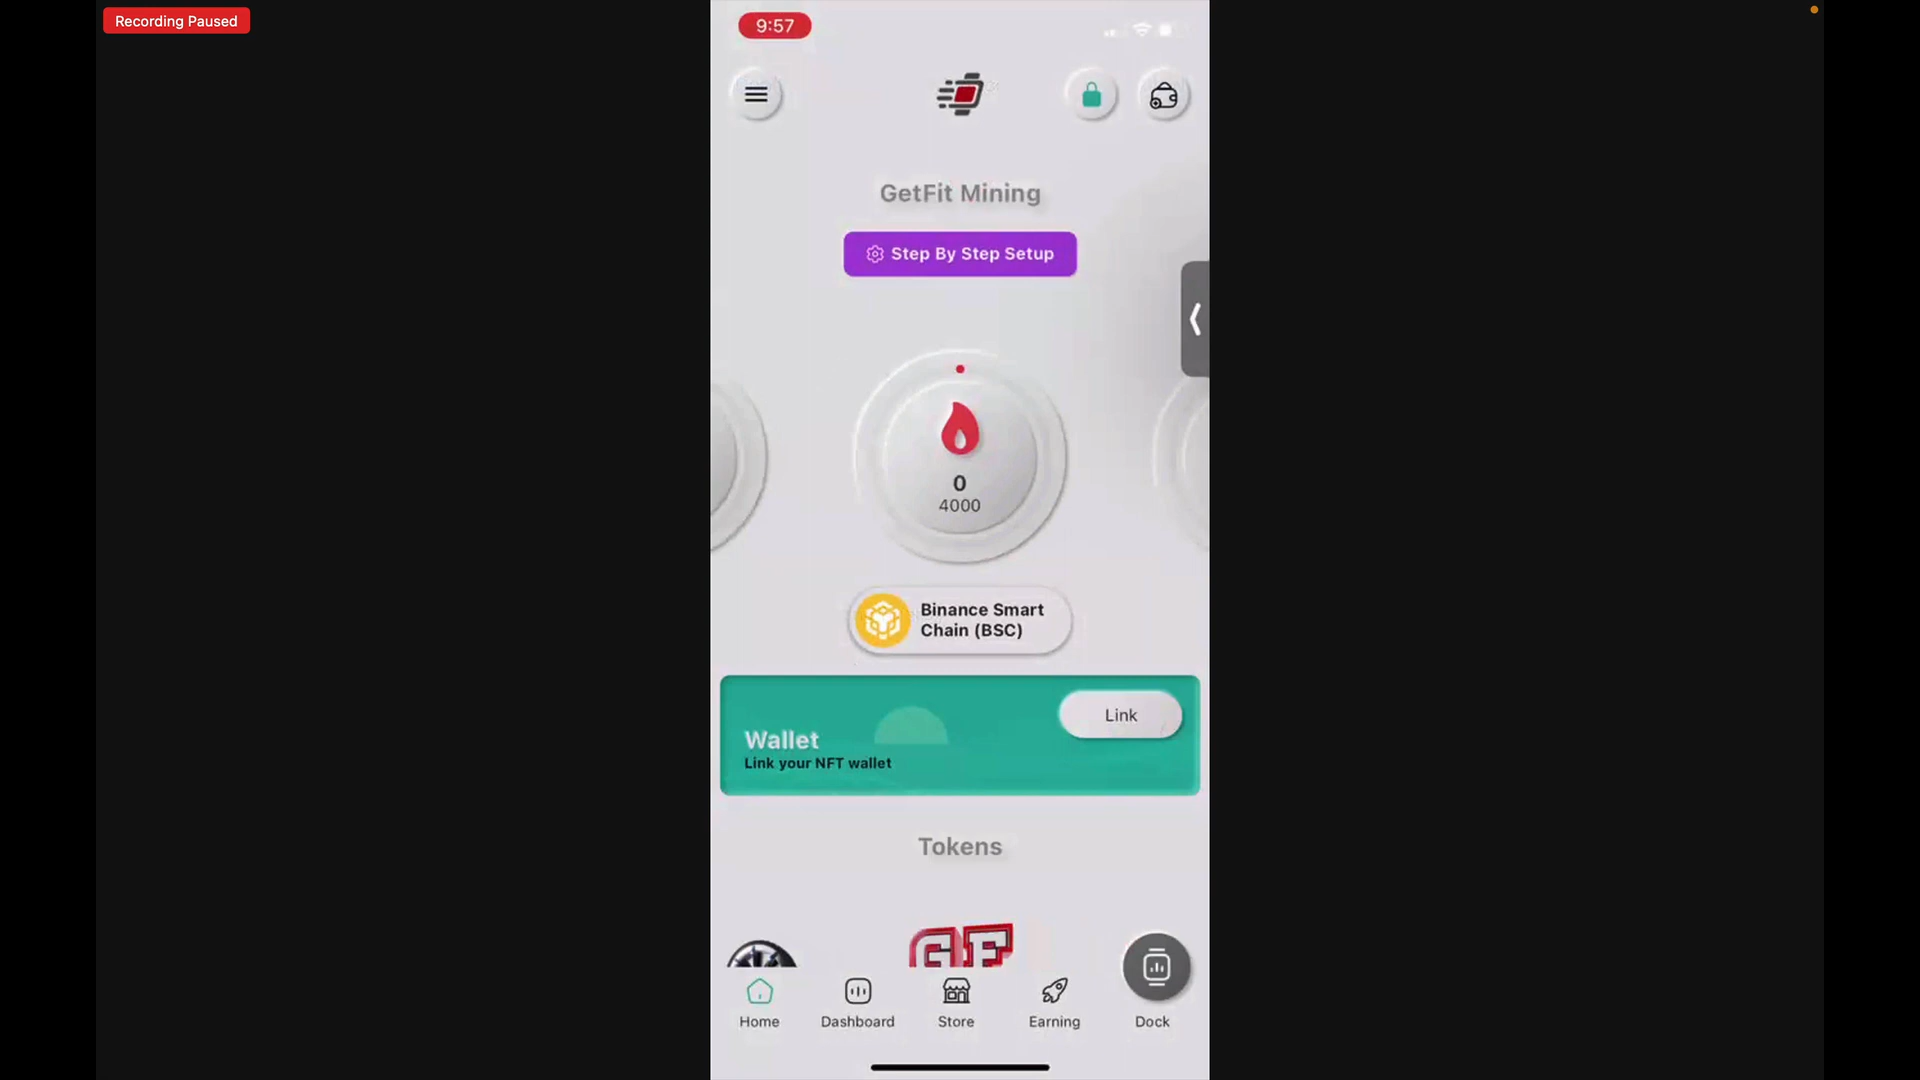 Recording Paused
9:57
GetFit Mining
Step By Step Setup
0
4000
Binance Smart
Chain (BSC)
Link
Wallet
Link your NFT wallet
Tokens
GF
Home
Dashboard
Store
Earning
Dock